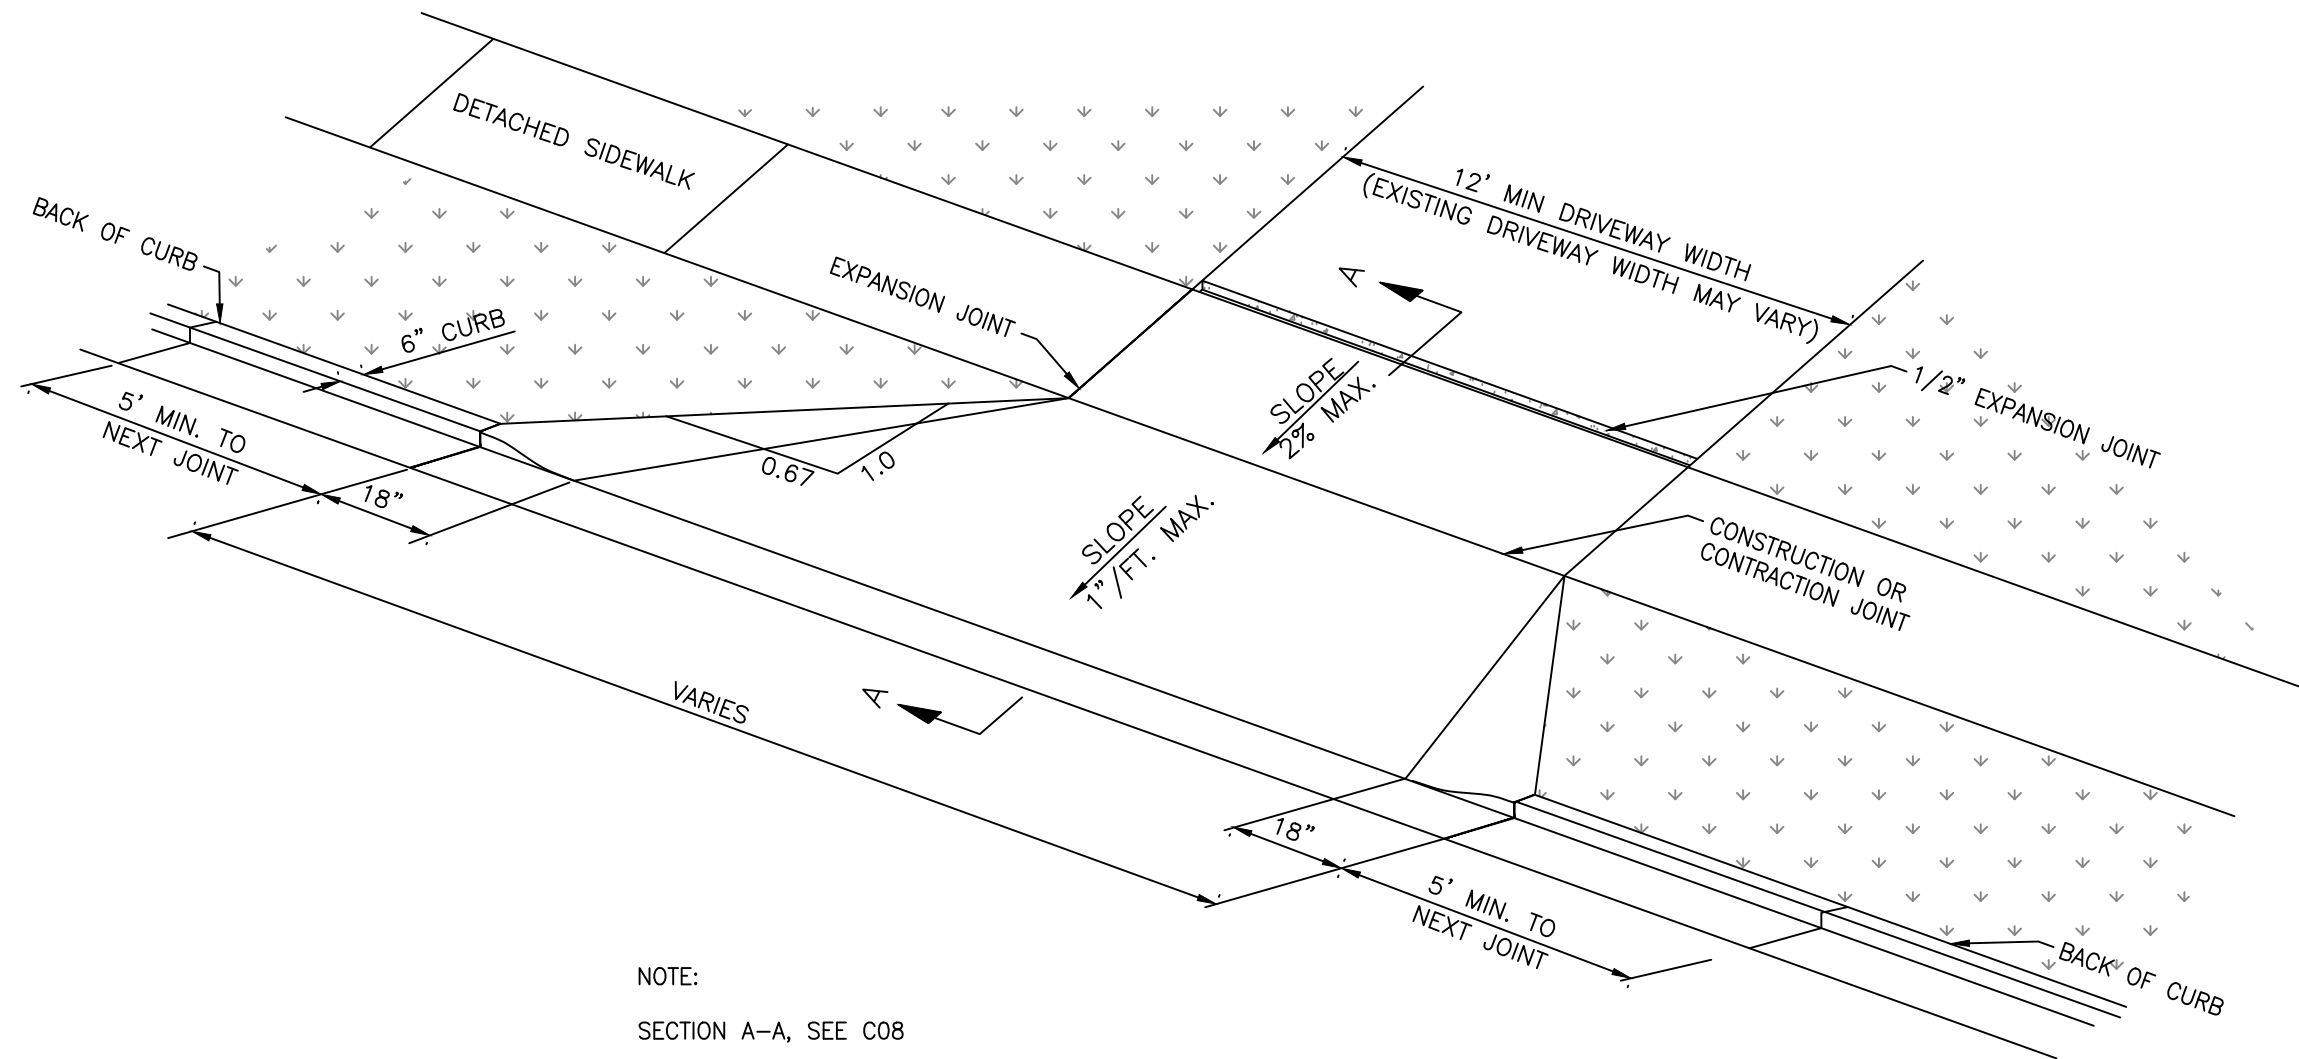 DETACHED SIDEWALK
12' MIN DRIVEWAY WIDTH
(EXISTING DRIVEWAY WIDTH MAY VARY)
BACK OF CURB
EXPANSION JOINT
A
6" CURB
1/2" EXPANSION JOINT
SLOPE
2% MAX.
5' MIN. TO
NEXT JOINT
0.67
1.0
18"
SLOPE
1"/FT. MAX.
CONSTRUCTION OR
CONTRACTION JOINT
VARIES
A
18"
5' MIN. TO
NEXT JOINT
BACK OF CURB
NOTE:
SECTION A-A, SEE C08